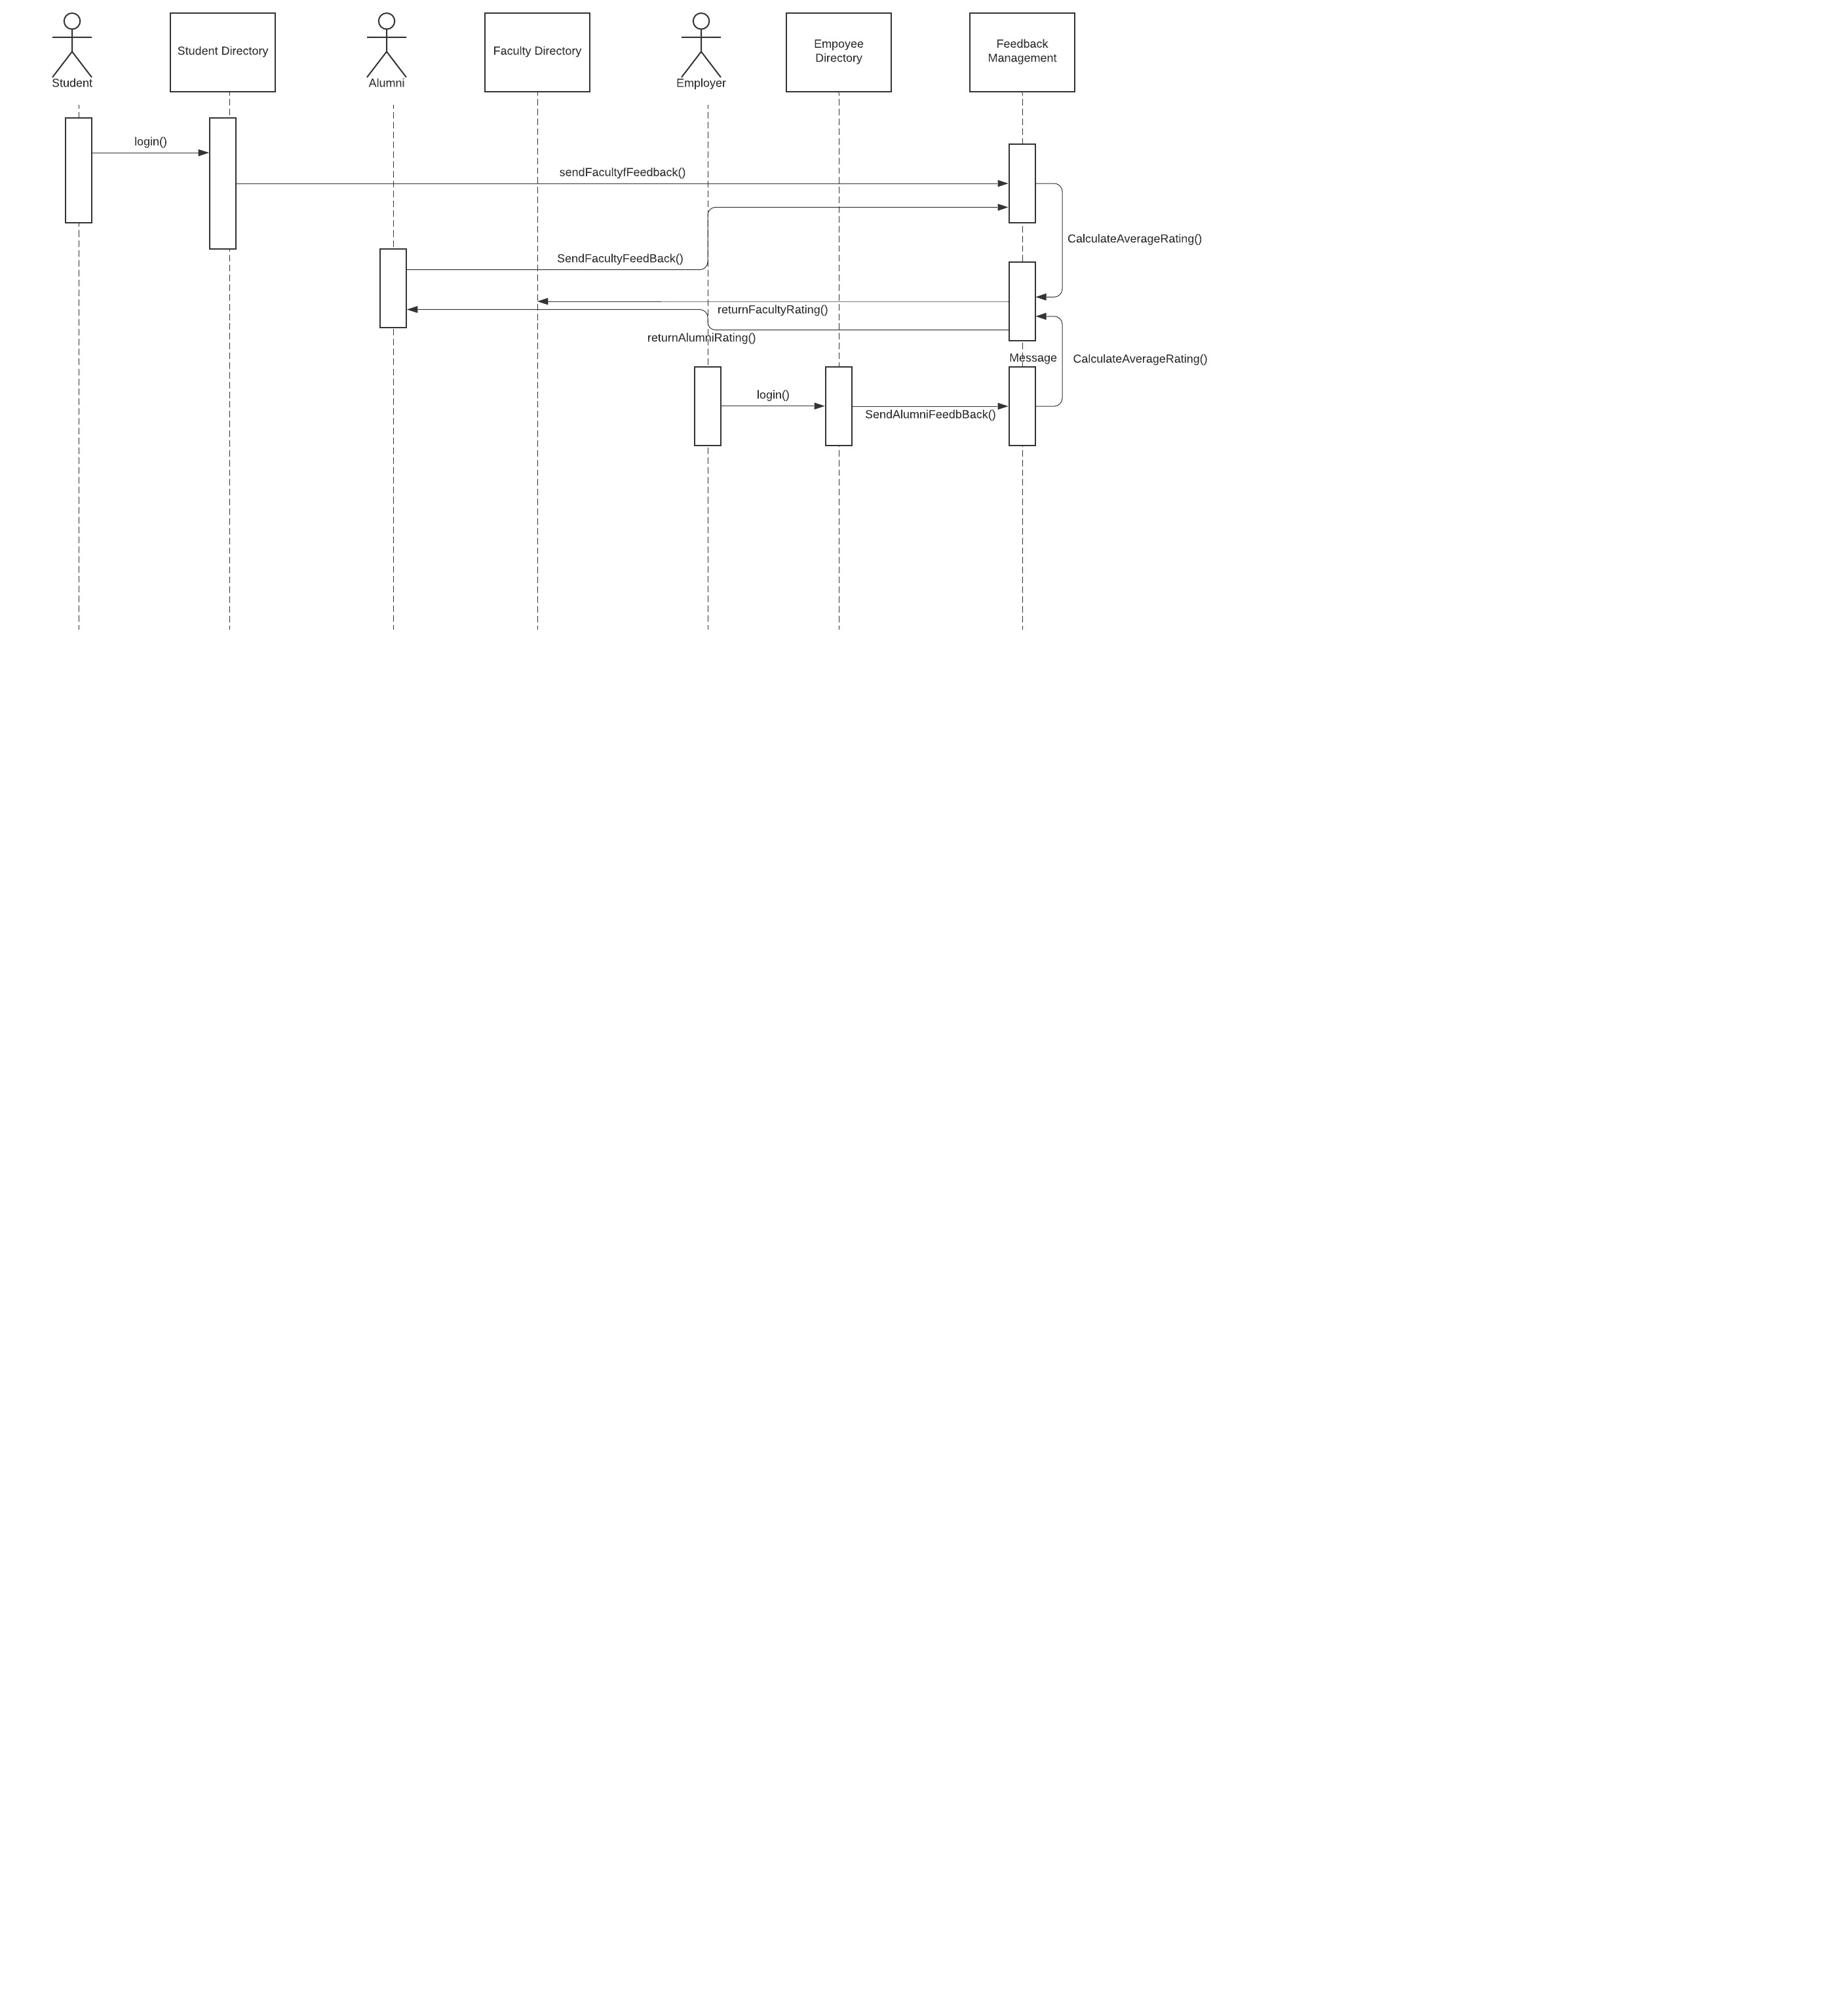 Student
Student Directory
Alumni
Faculty Directory
Employer
Empoyee
Directory
Feedback
Management
login()
sendFacultyfFeedback()
CalculateAverageRating()
SendFacultyFeedBack()
returnFacultyRating()
returnAlumniRating()
Message
CalculateAverageRating()
login()
SendAlumniFeedbBack()